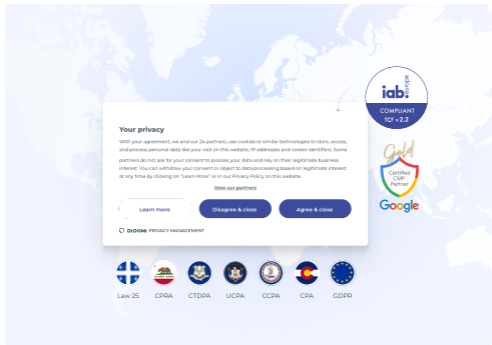 iab.
europe
COMPLIANT
TCF v 2.2
Your privacy
With your agreement, we and our 24 partners, use cookies or similar technologies to store, access,
and process personal data like your visit on this website, IP addresses and cookie identifiers. Some
partners do not ask for your consent to process your data and rely on their legitimate business
interest. You can withdraw your consent or object to data processing based on legitimate interest
at any time by clicking on "Learn More" or in our Privacy Policy on this website.
View our partners
Learn more
Disagree & close
Agree & close
DIDOMI PRIVACY MANAGEMENT
Gold
Certified
CMP
Partner
Google
Law 25
CPRA
CTDPA
UCPA
CCPA
CPA
GDPR